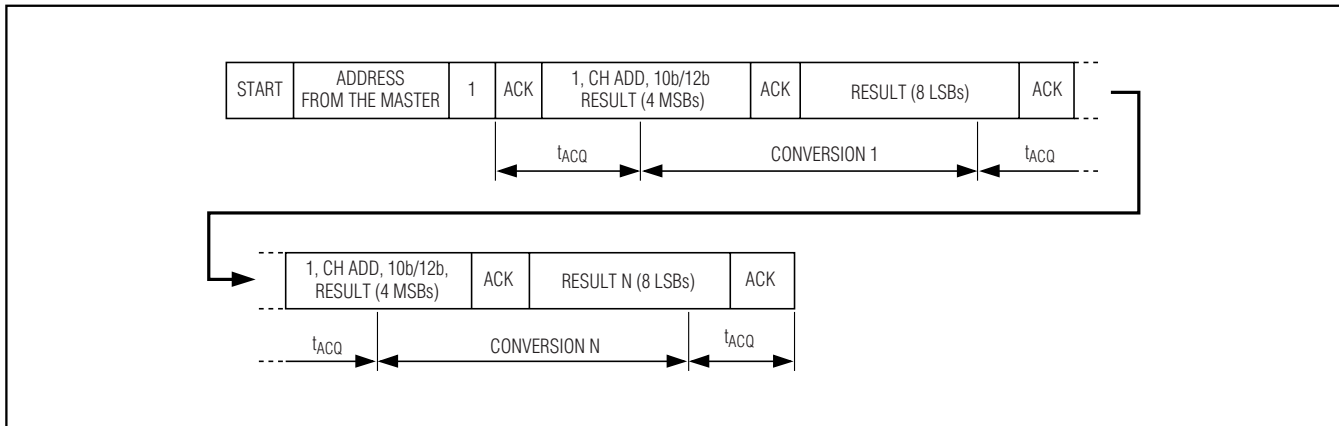 START
ADDRESS
FROM THE MASTER
1
ACK
1, CH ADD, 10b/12b
RESULT (4 MSBs)
ACK
RESULT (8 LSBs)
ACK
tACQ
CONVERSION 1
tACQ
1, CH ADD, 10b/12b,
RESULT (4 MSBs)
ACK
RESULT N (8 LSBs)
ACK
tACQ
CONVERSION N
tACQ